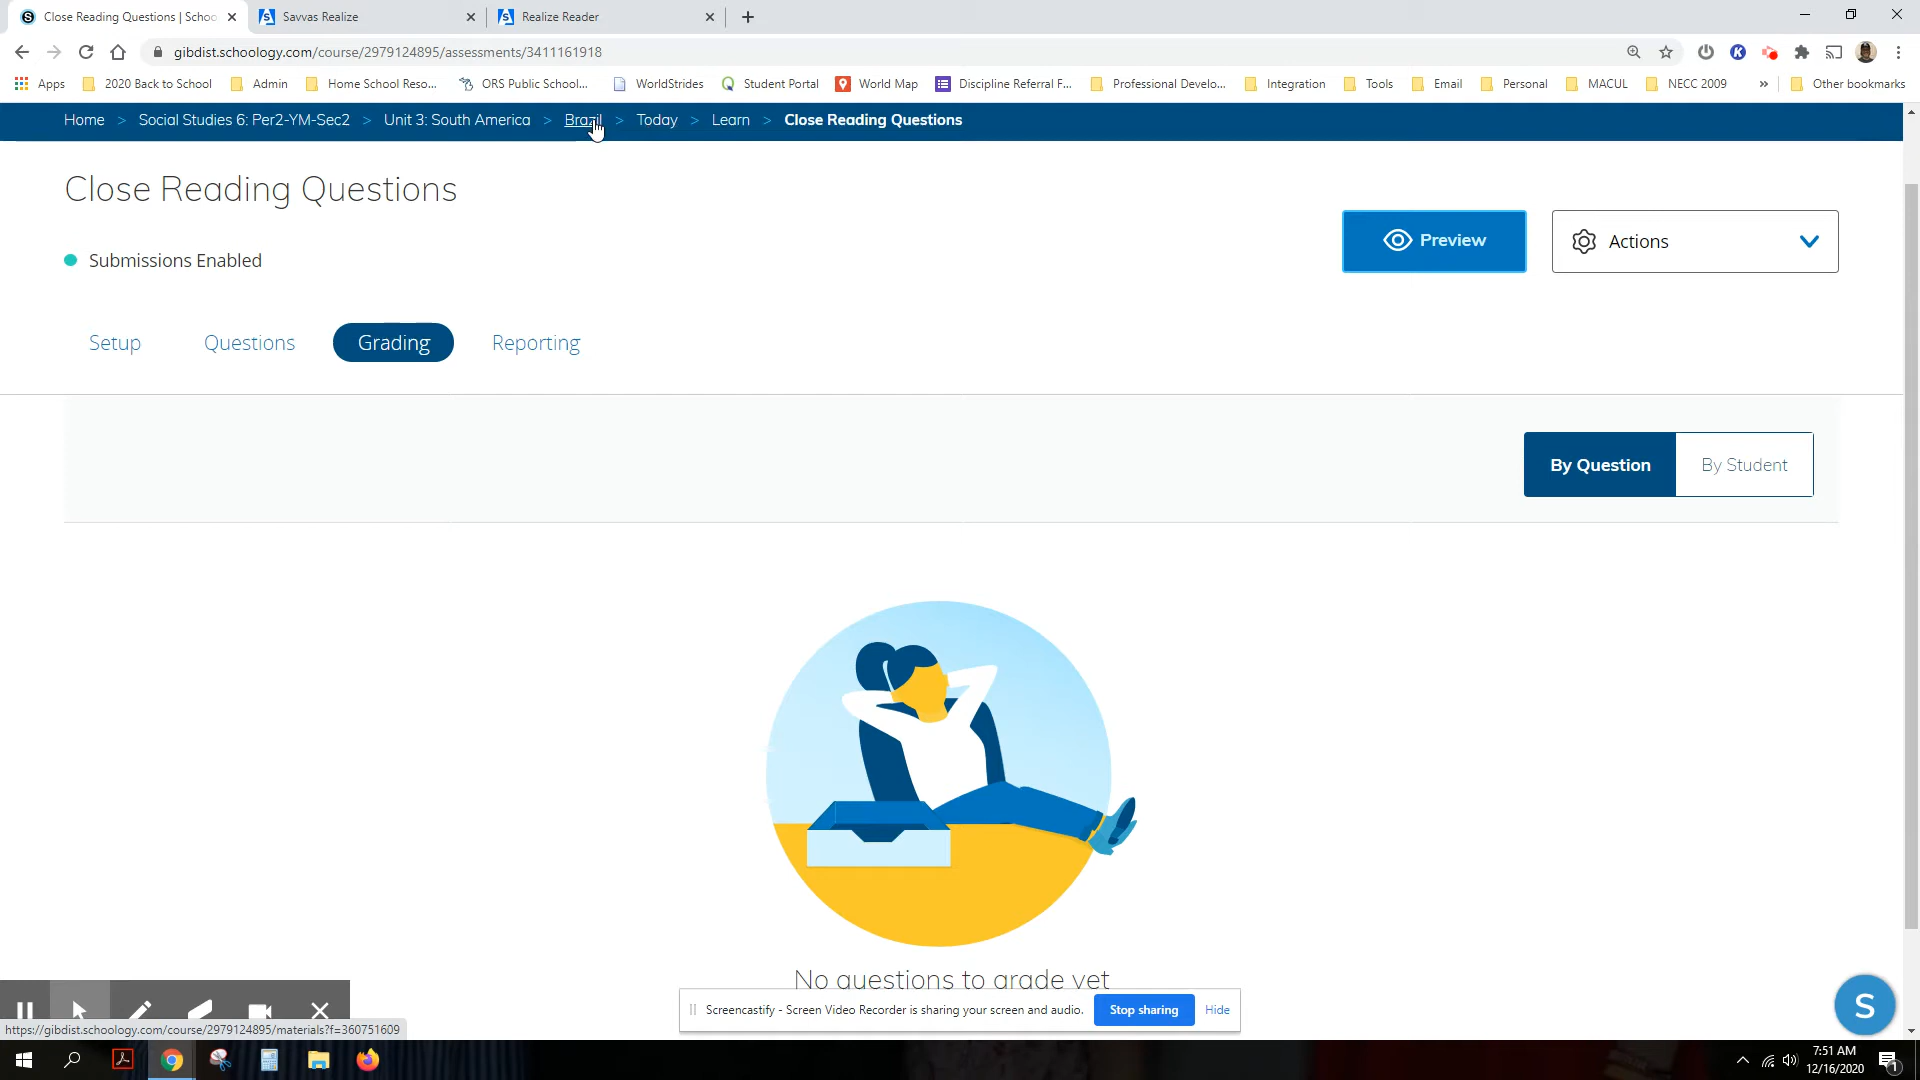 Close Reading Questions | Schoo
Savvas Realize
Realize Reader
gibdist.schoology.com/course/2979124895/assessments/3411161918
Apps
2020 Back to School
Admin
Home School Reso...
ORS Public School...
WorldStrides
Student Portal
World Map
Discipline Referral F...
Professional Develo...
Integration
Tools
Email
Personal
MACUL
NECC 2009
»
Other bookmarks
Home > Social Studies 6: Per2-YM-Sec2 > Unit 3: South America > Brazil > Today > Learn > Close Reading Questions
Close Reading Questions
Preview
Actions
Submissions Enabled
Setup
Questions
Grading
Reporting
By Question
By Student
No questions to grade yet
Screencastify - Screen Video Recorder is sharing your screen and audio.
Stop sharing
Hide
S
https://gibdist.schoology.com/course/2979124895/materials?f=360751609
7:51 AM
12/16/2020
1